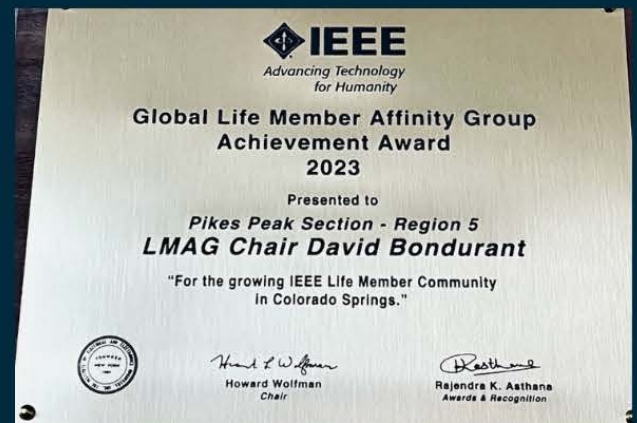 IEEE
Advancing Technology
for Humanity
Global Life Member Affinity Group
Achievement Award
2023
Presented to
Pikes Peak Section - Region 5
LMAG Chair David Bondurant
"For the growing IEEE Life Member Community
in Colorado Springs."
Howard Wolfman
Chair
Rajendra K. Asthana
Awards & Recognition